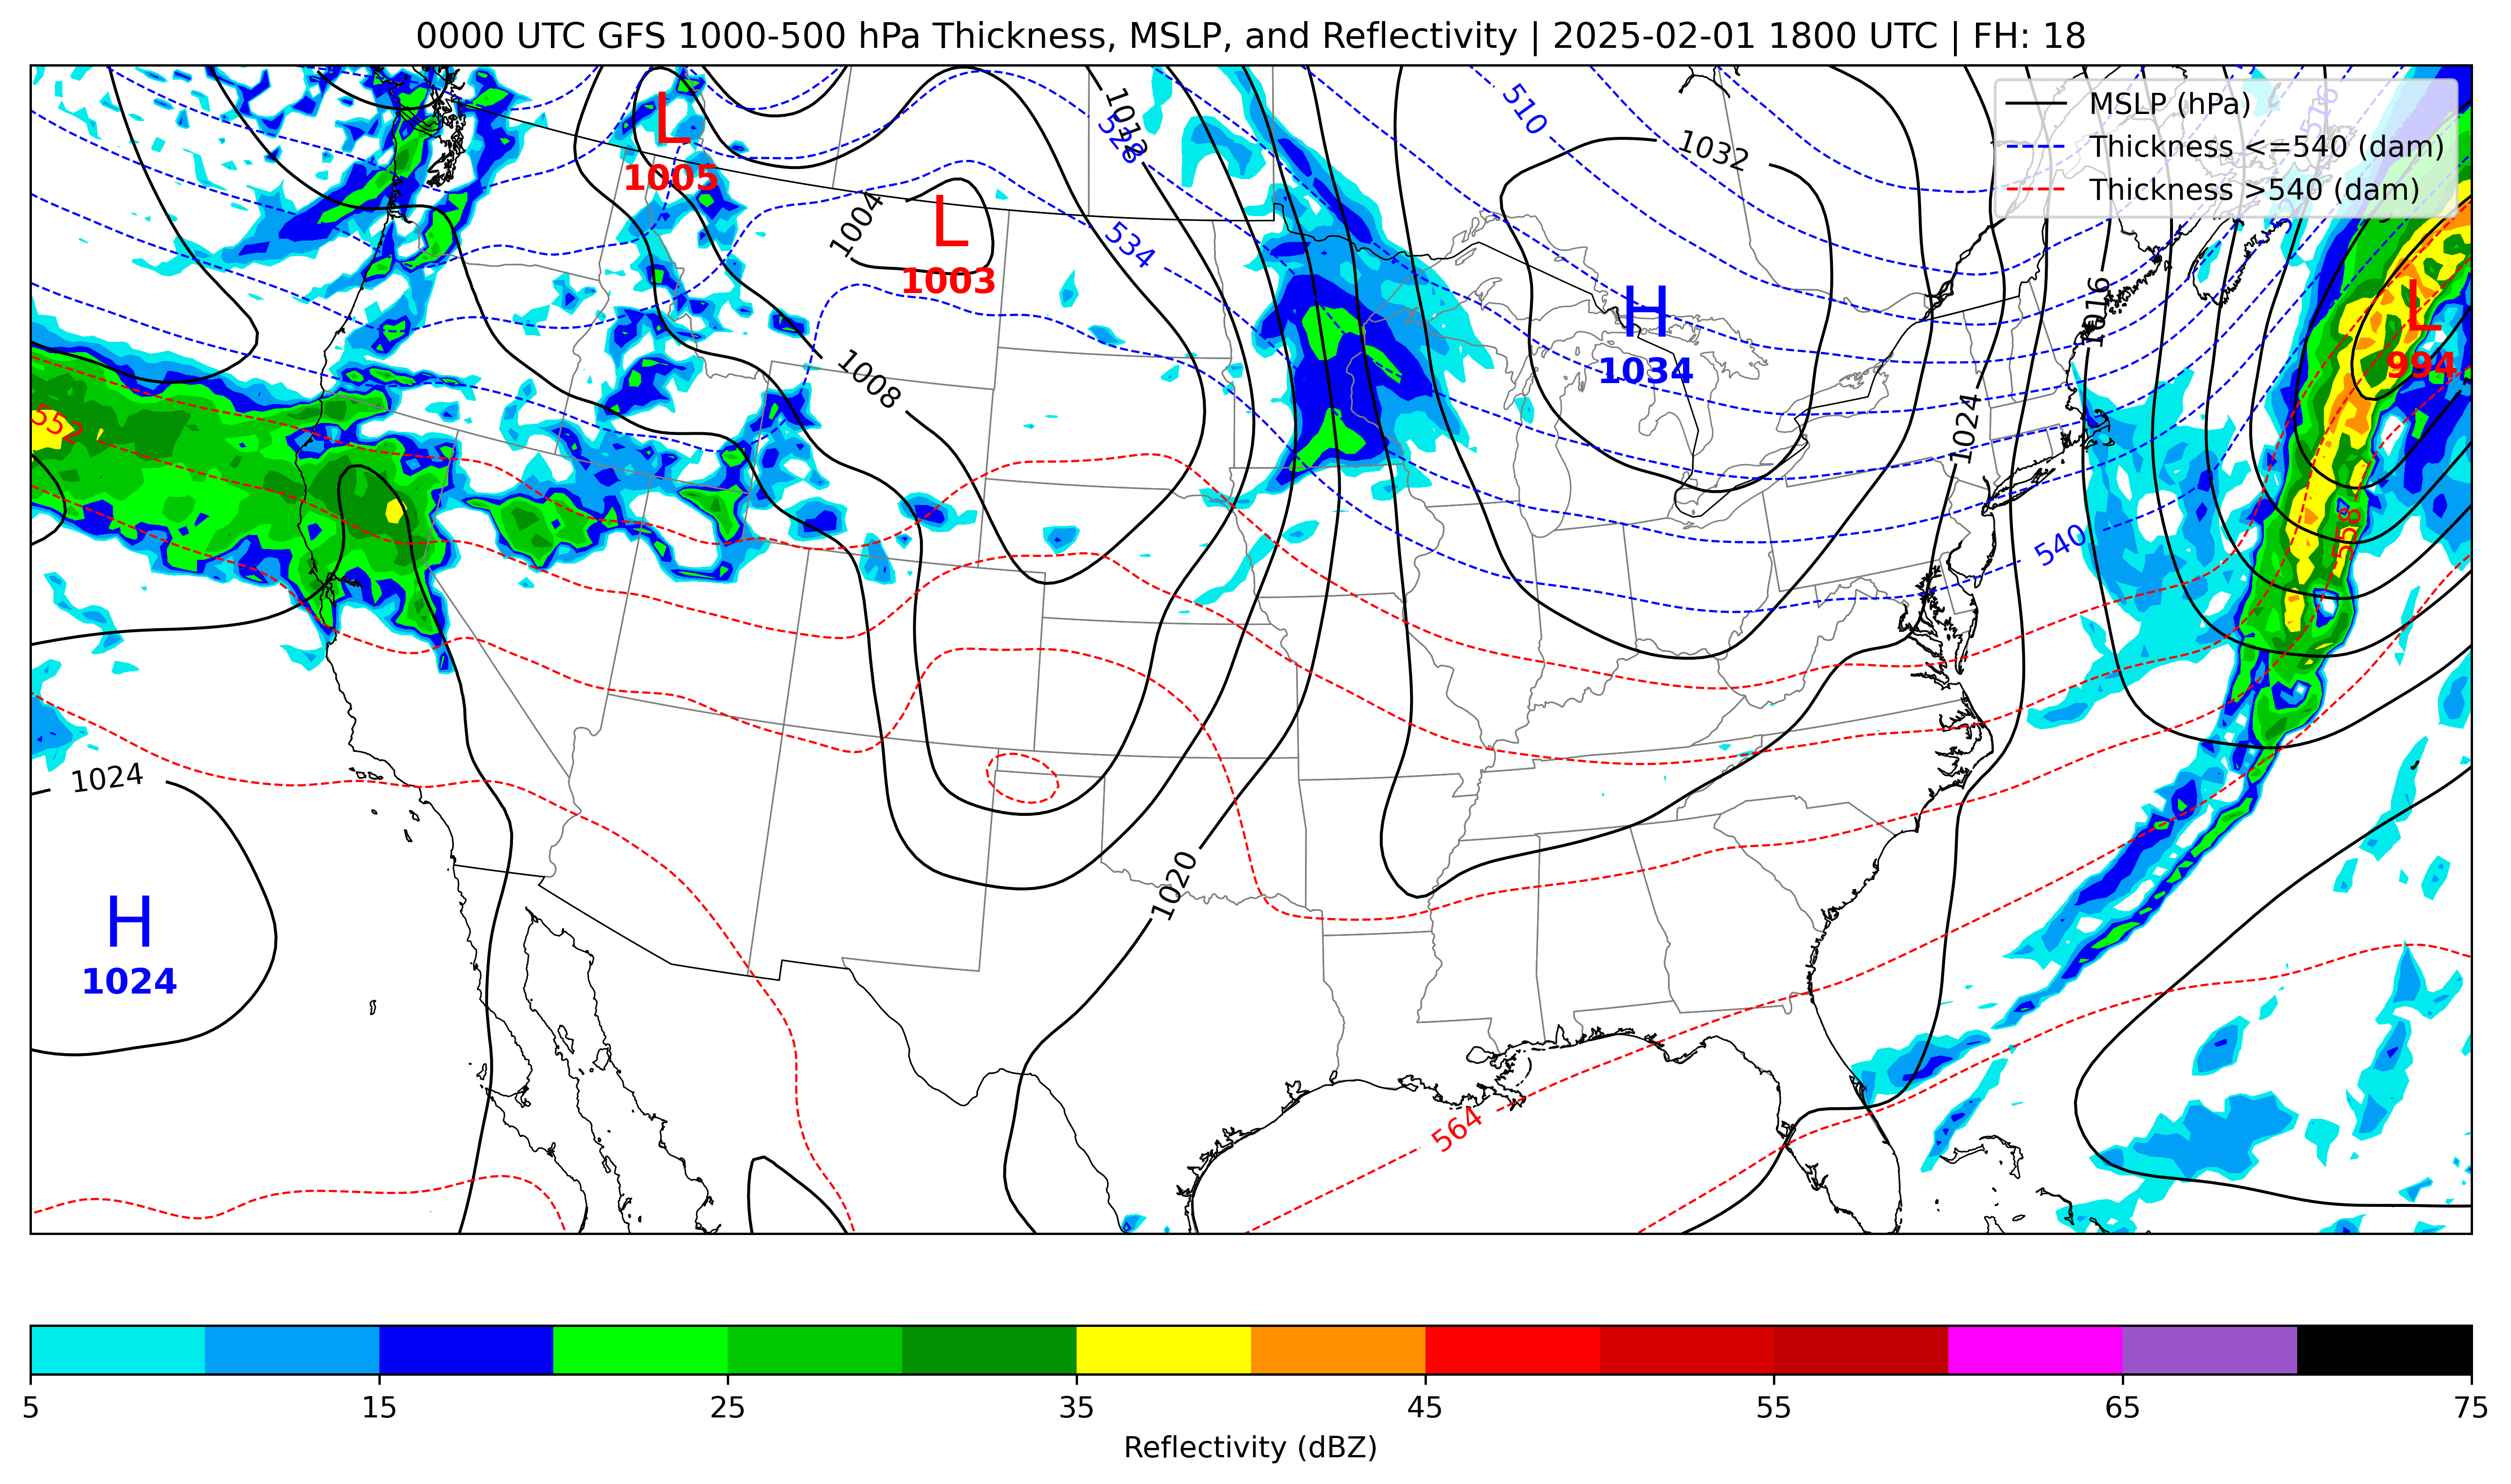 0000 UTC GFS 1000-500 hPa Thickness, MSLP, and Reflectivity | 2025-02-01 1800 UTC | FH: 18
MSLP (hPa)
Thickness <=540 (dam)
Thickness >540 (dam)
L
1005
1012
528
510
1032
516
1004
L
1003
534
H
1034
1016
L
994
1008
552
1024
558
540
1024
H
1024
1020
564
5 15 25 35 45 55 65 75
Reflectivity (dBZ)